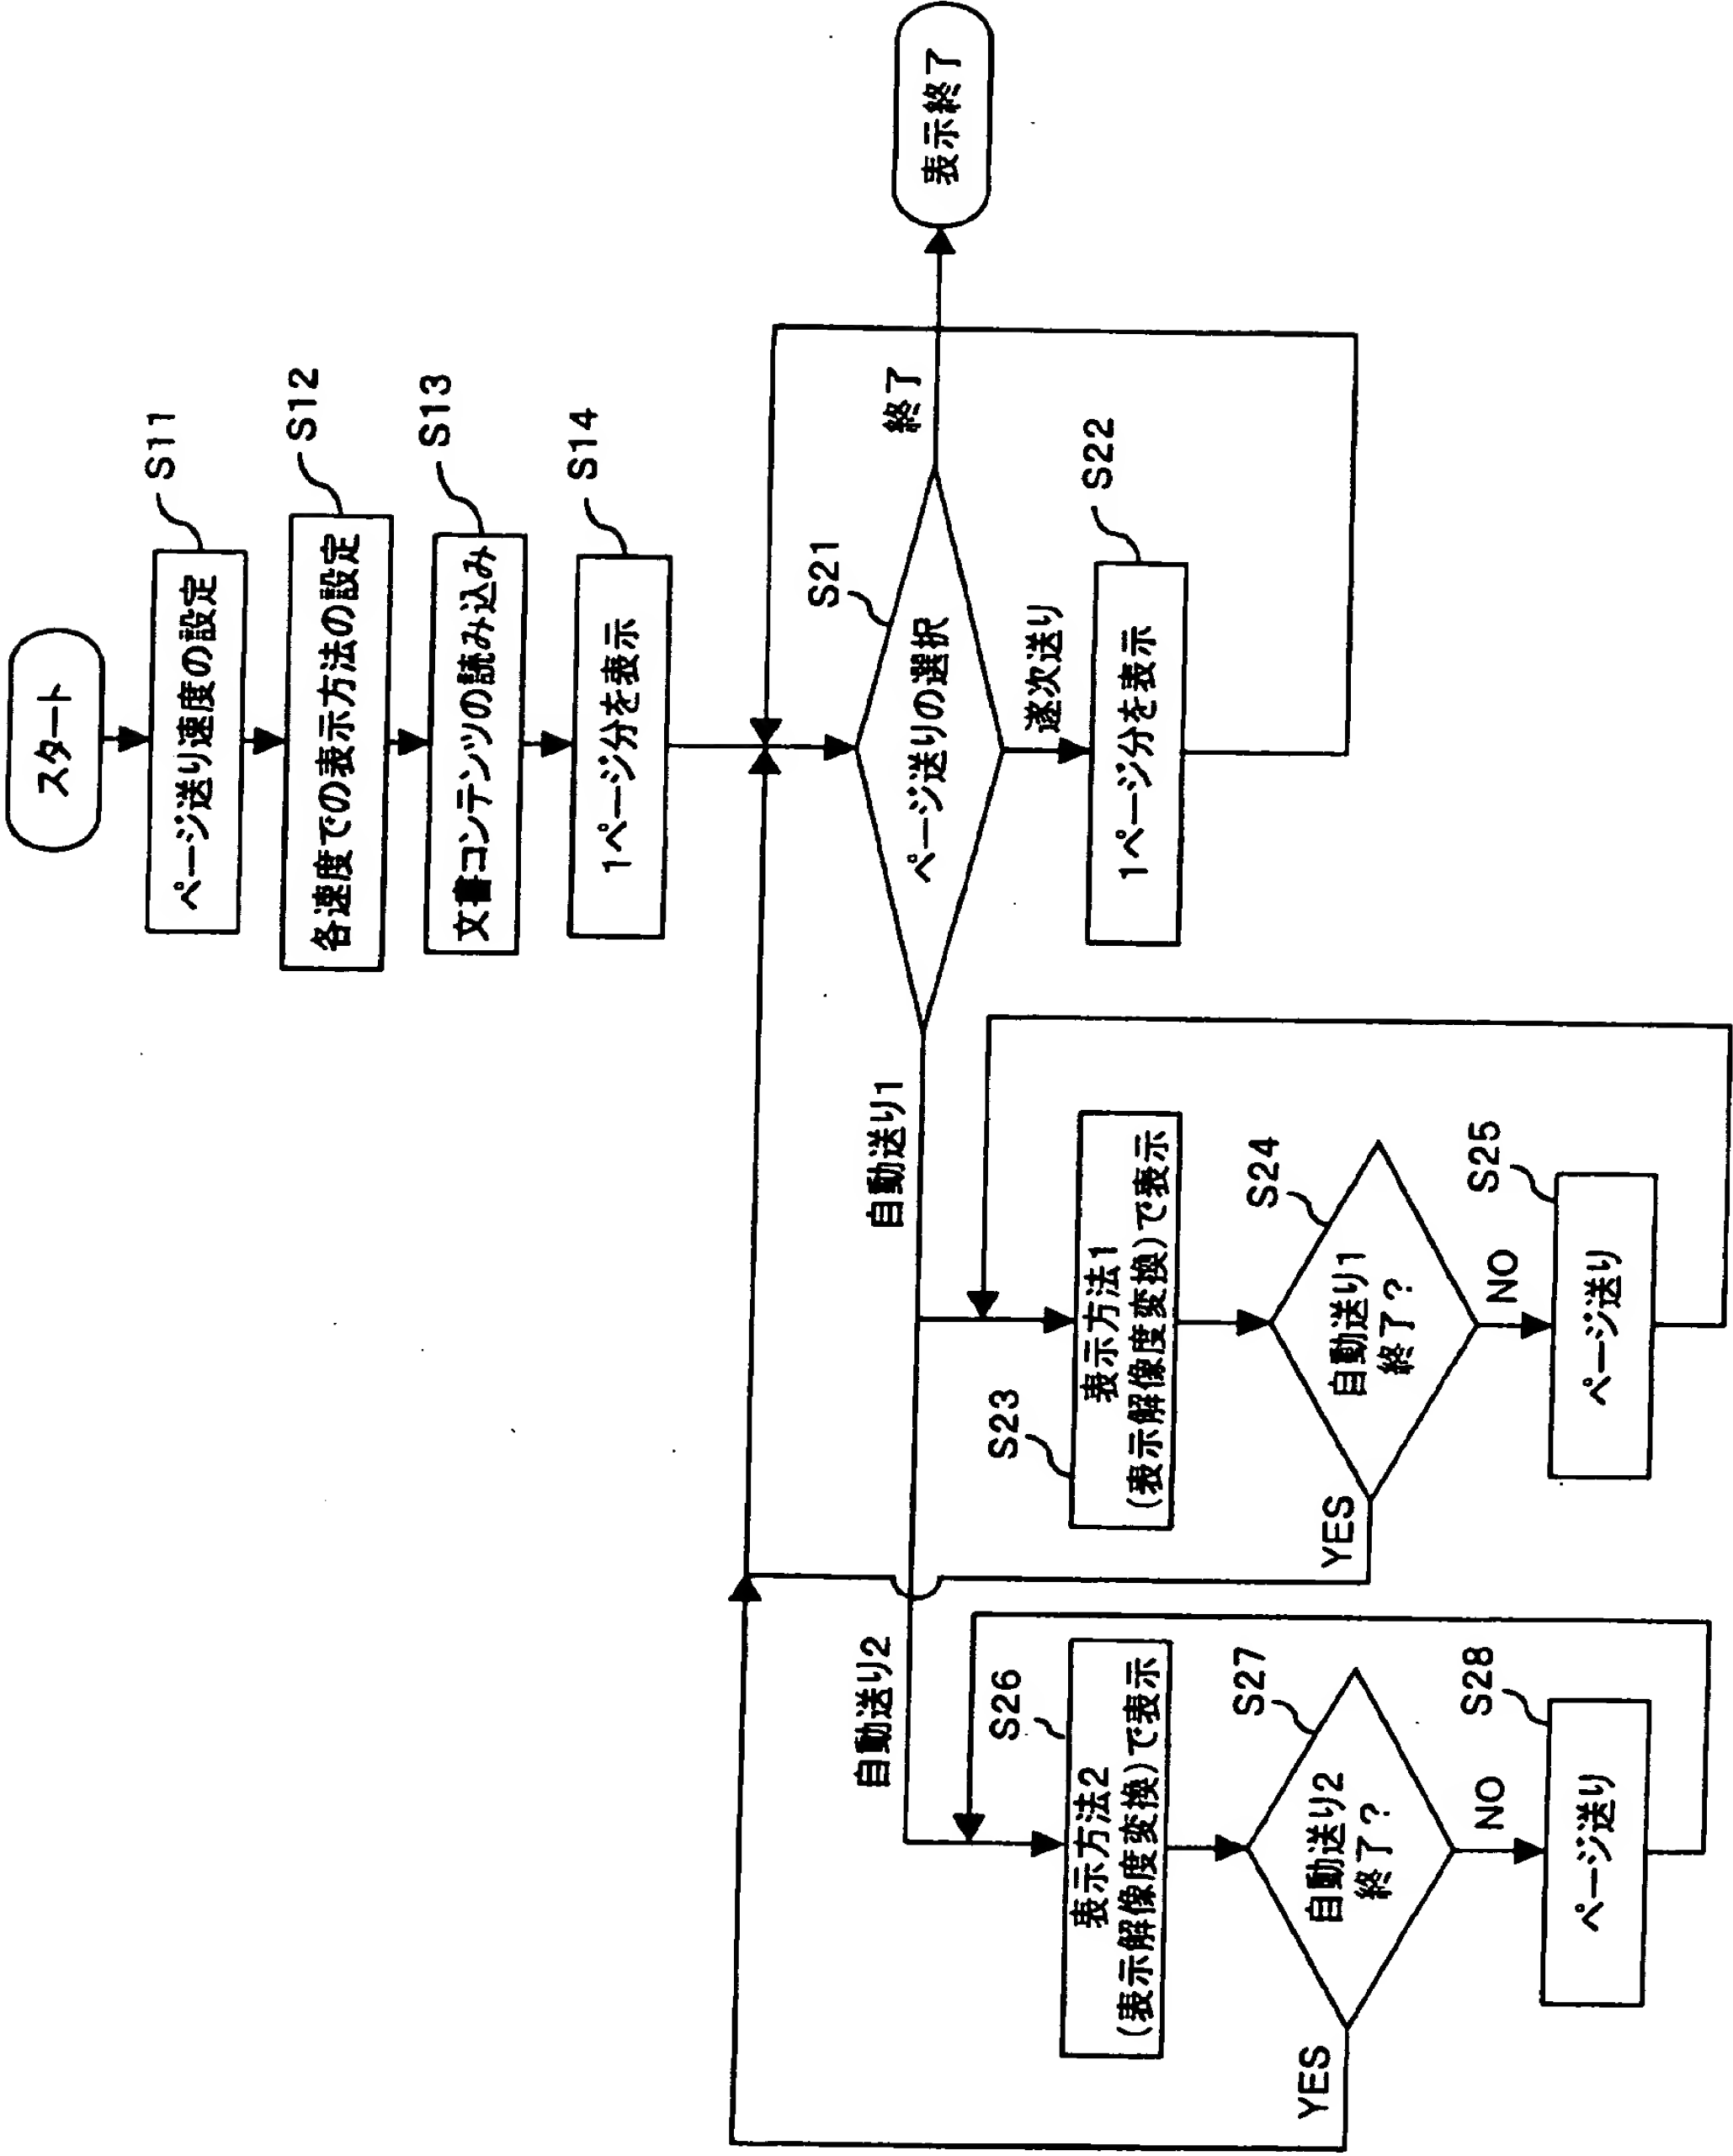 スタート
S11
ページ送り速度の設定
S12
各速度での表示方法の設定
S13
文書コンテンツの読み込み
S14
1ページ分を表示
S21
ページ送りの選択
終了
表示終了
逐次送り
S22
1ページ分を表示
自動送り1
S23
表示方法1
(表示解像度変換)で表示
S24
自動送り1
終了?
YES
NO
S25
ページ送り
自動送り2
S26
表示方法2
(表示解像度変換)で表示
S27
自動送り2
終了?
YES
NO
S28
ページ送り